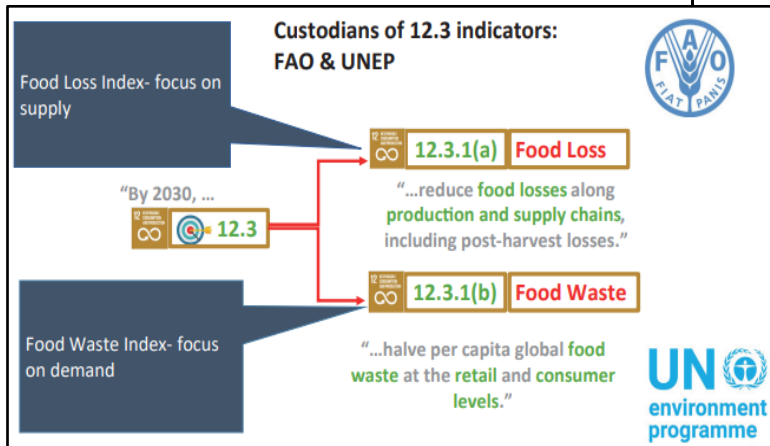 Custodians of 12.3 indicators:
FAO & UNEP
Food Loss Index- focus on
supply
F A O
FIAT PANIS
12.3.1(a) Food Loss
"By 2030, ...
12.3
"...reduce food losses along
production and supply chains,
including post-harvest losses."
12.3.1(b) Food Waste
Food Waste Index- focus
on demand
"...halve per capita global food
waste at the retail and consumer
levels."
UN
environment
programme